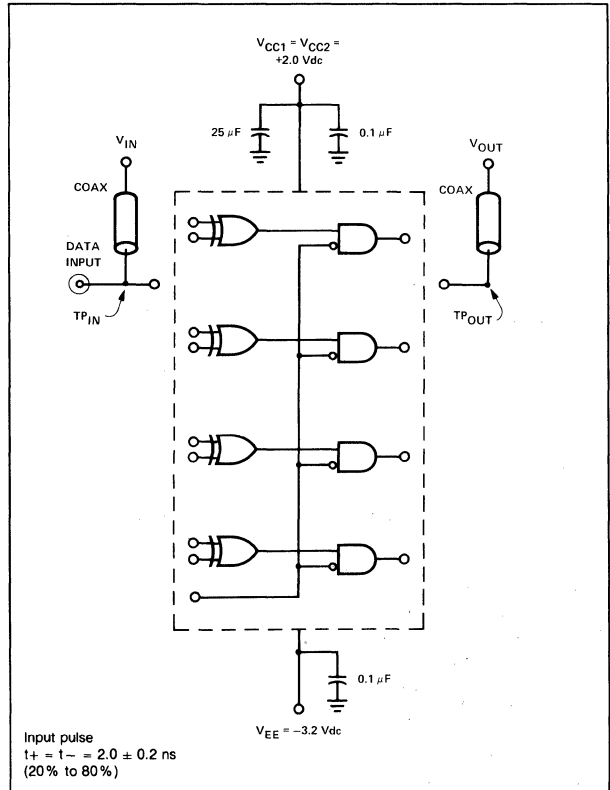 V_CC1 = V_CC2 =
+2.0 Vdc
25 μF
0.1 μF
V_IN
V_OUT
COAX
COAX
DATA
INPUT
TP_IN
TP_OUT
0.1 μF
V_EE = −3.2 Vdc
Input pulse
t+ = t− = 2.0 ± 0.2 ns
(20% to 80%)